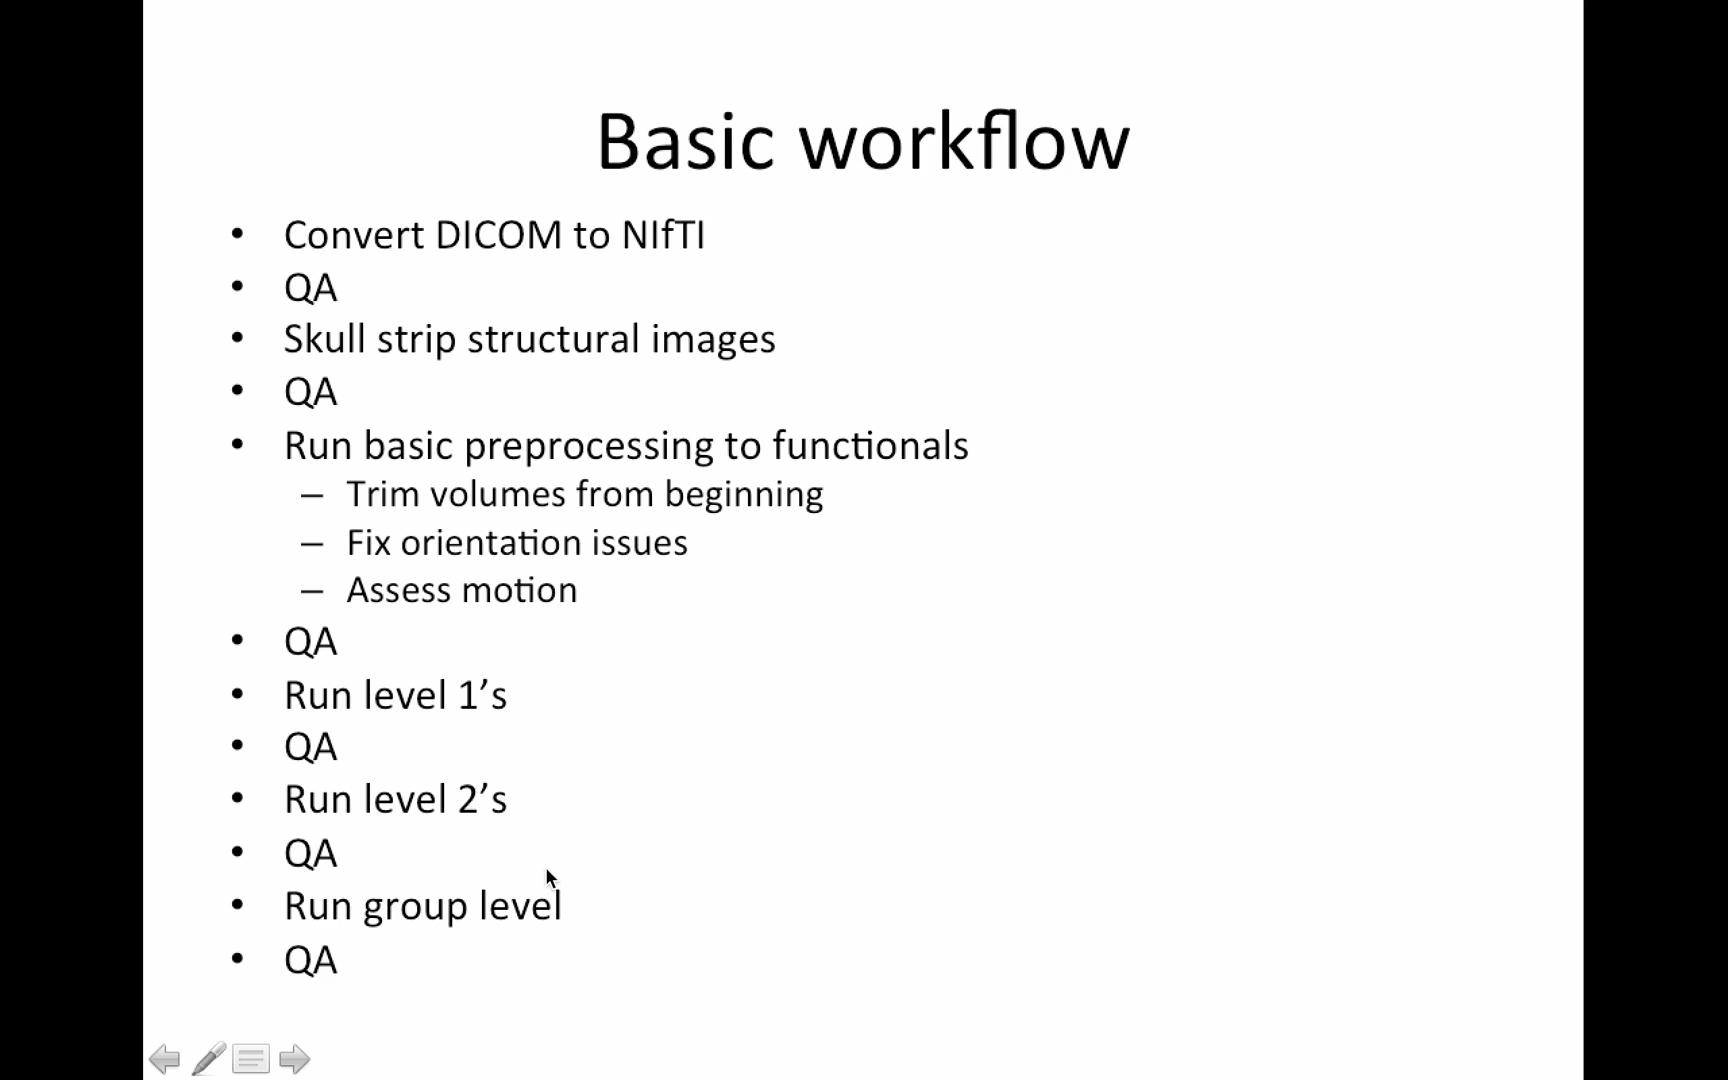 Basic workflow
• Convert DICOM to NIfTI
• QA
• Skull strip structural images
• QA
• Run basic preprocessing to functionals
– Trim volumes from beginning
– Fix orientation issues
– Assess motion
• QA
• Run level 1’s
• QA
• Run level 2’s
• QA
• Run group level
• QA